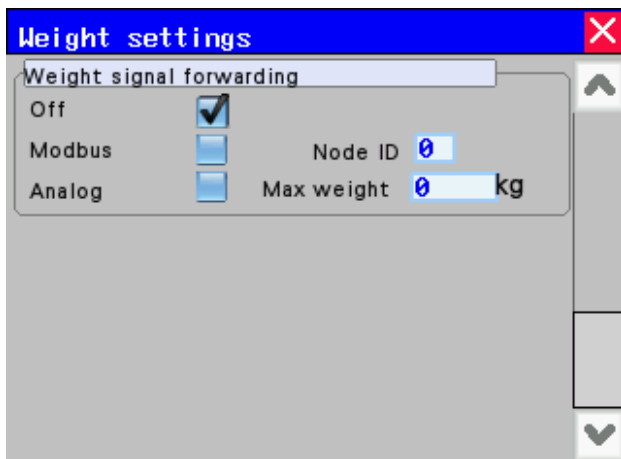 Weight settings
Weight signal forwarding
Off
Modbus Node ID 0
Analog Max weight 0 kg